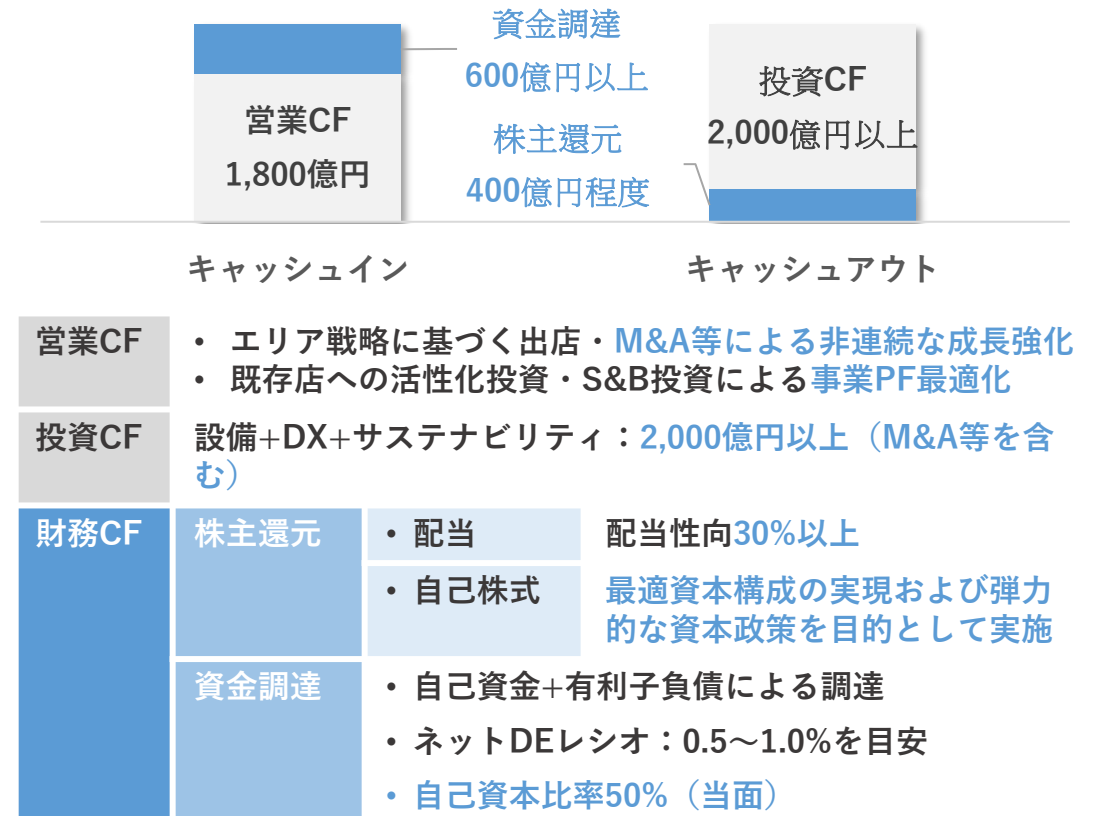 資金調達
600億円以上
営業CF
1,800億円
株主還元
400億円程度
投資CF
2,000億円以上
キャッシュイン
キャッシュアウト
営業CF
• エリア戦略に基づく出店・M&A等による非連続な成長強化
• 既存店への活性化投資・S&B投資による事業PF最適化
投資CF
設備+DX+サステナビリティ：2,000億円以上（M&A等を含
む）
財務CF
株主還元
• 配当
配当性向30%以上
• 自己株式
最適資本構成の実現および弾力
的な資本政策を目的として実施
資金調達
• 自己資金+有利子負債による調達
• ネットDEレシオ：0.5～1.0%を目安
• 自己資本比率50%（当面）